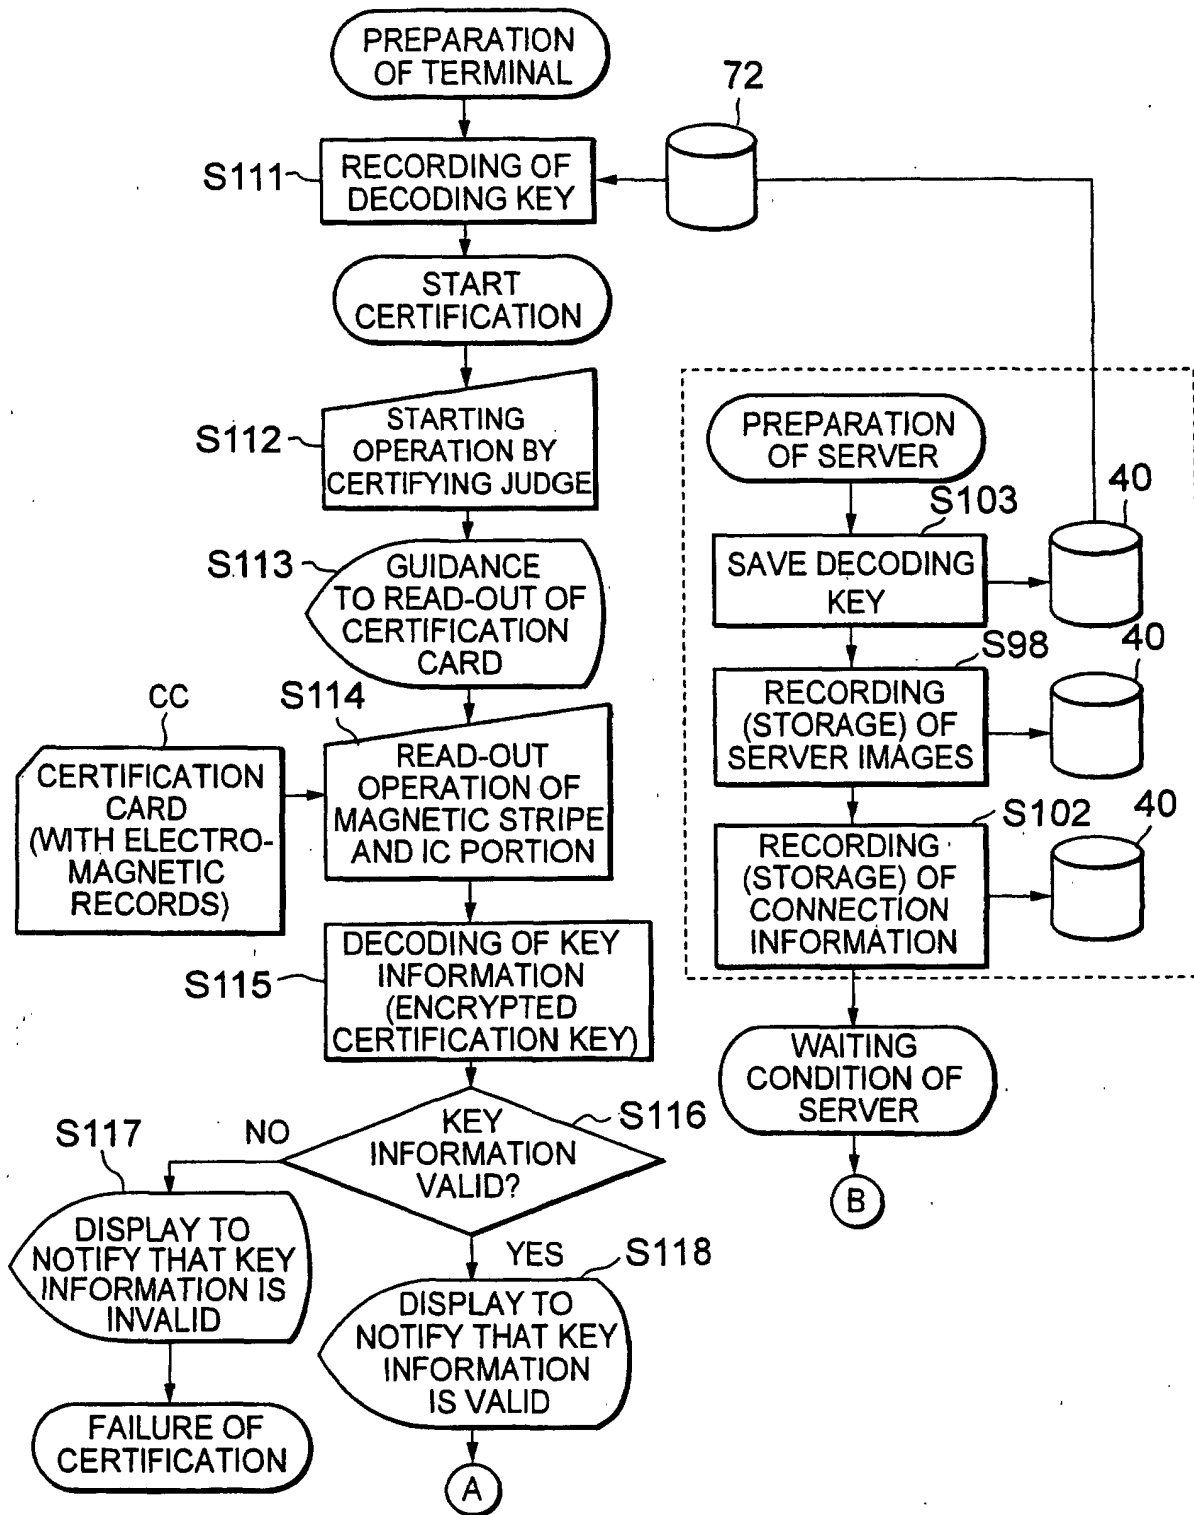 PREPARATION
OF TERMINAL
72
S111
RECORDING OF
DECODING KEY
START
CERTIFICATION
S112
STARTING
OPERATION BY
CERTIFYING JUDGE
PREPARATION
OF SERVER
S103
40
SAVE DECODING
KEY
S113
GUIDANCE
TO READ-OUT OF
CERTIFICATION
CARD
S98
40
RECORDING
(STORAGE) OF
SERVER IMAGES
CC
S114
CERTIFICATION
CARD
(WITH ELECTRO-
MAGNETIC
RECORDS)
READ-OUT
OPERATION OF
MAGNETIC STRIPE
AND IC PORTION
S102
40
RECORDING
(STORAGE) OF
CONNECTION
INFORMATION
S115
DECODING OF KEY
INFORMATION
(ENCRYPTED
CERTIFICATION KEY)
WAITING
CONDITION OF
SERVER
B
S116
KEY
INFORMATION
VALID?
NO
S117
DISPLAY TO
NOTIFY THAT KEY
INFORMATION IS
INVALID
YES
S118
DISPLAY TO
NOTIFY THAT KEY
INFORMATION
IS VALID
FAILURE OF
CERTIFICATION
A